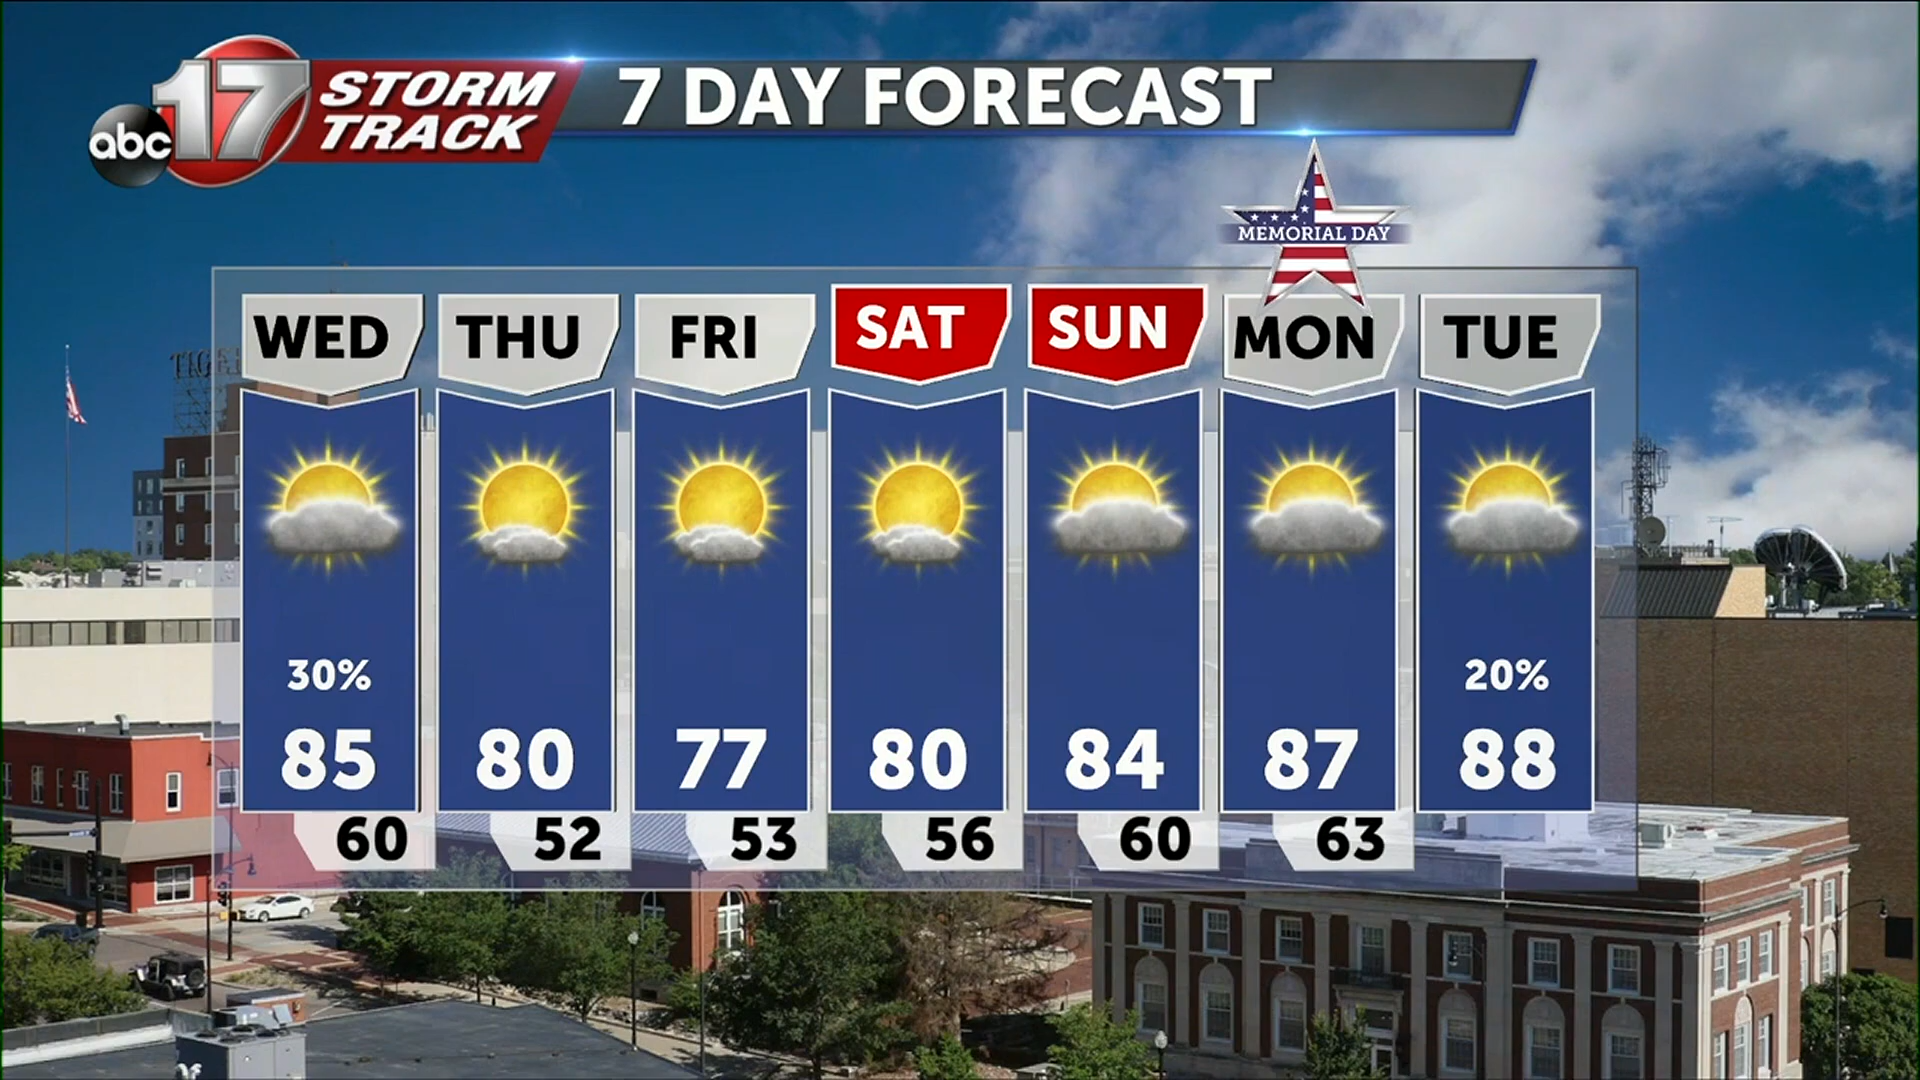 abc 17 STORM TRACK
7 DAY FORECAST
MEMORIAL DAY
WED THU FRI SAT SUN MON TUE
TIGER
30% 20%
85 80 77 80 84 87 88
60 52 53 56 60 63